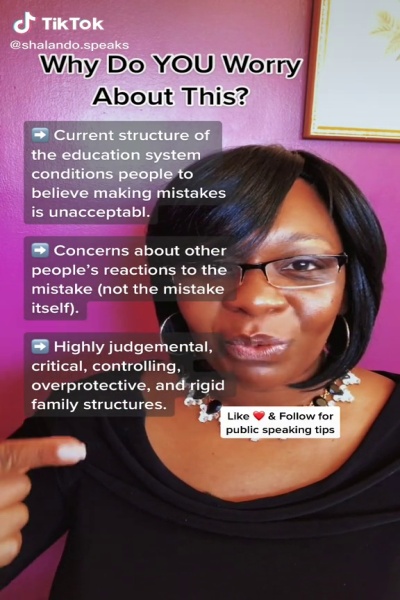 TikTok
@shalando.speaks
Why Do YOU Worry
About This?
➡️ Current structure of
the education system
conditions people to
believe making mistakes
is unacceptabl.
➡️ Concerns about other
people's reactions to the
mistake (not the mistake
itself).
➡️ Highly judgemental,
critical, controlling,
overprotective, and rigid
family structures.
Like ❤️ & Follow for
public speaking tips